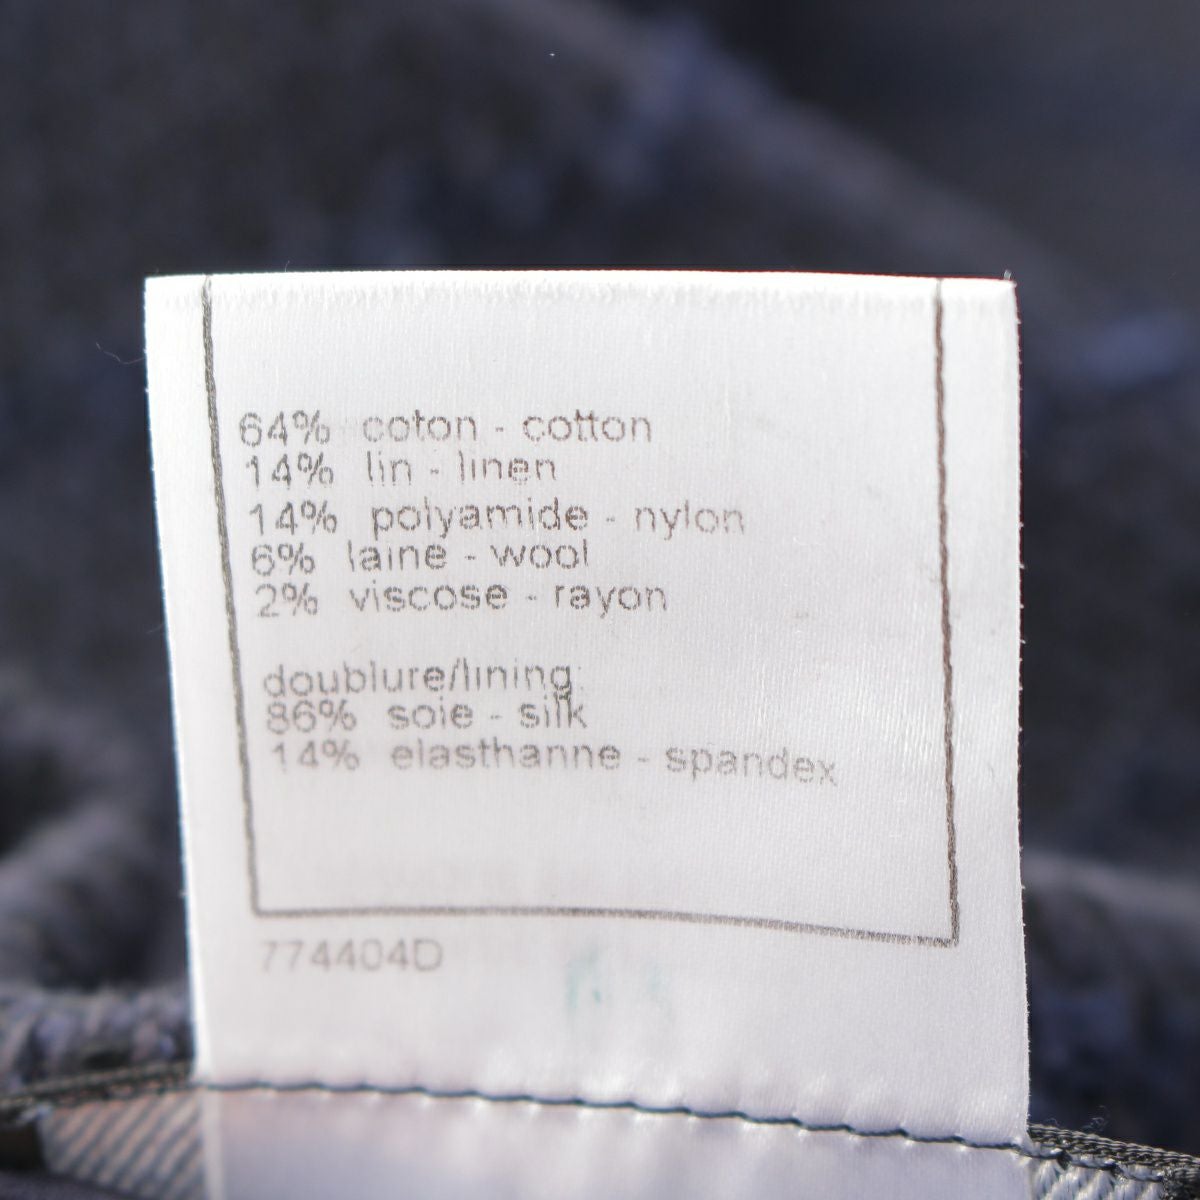 64% coton - cotton
14% lin - linen
14% polyamide - nylon
6% laine - wool
2% viscose - rayon
doublure/lining
86% soie - silk
14% elasthanne - spandex
774404D